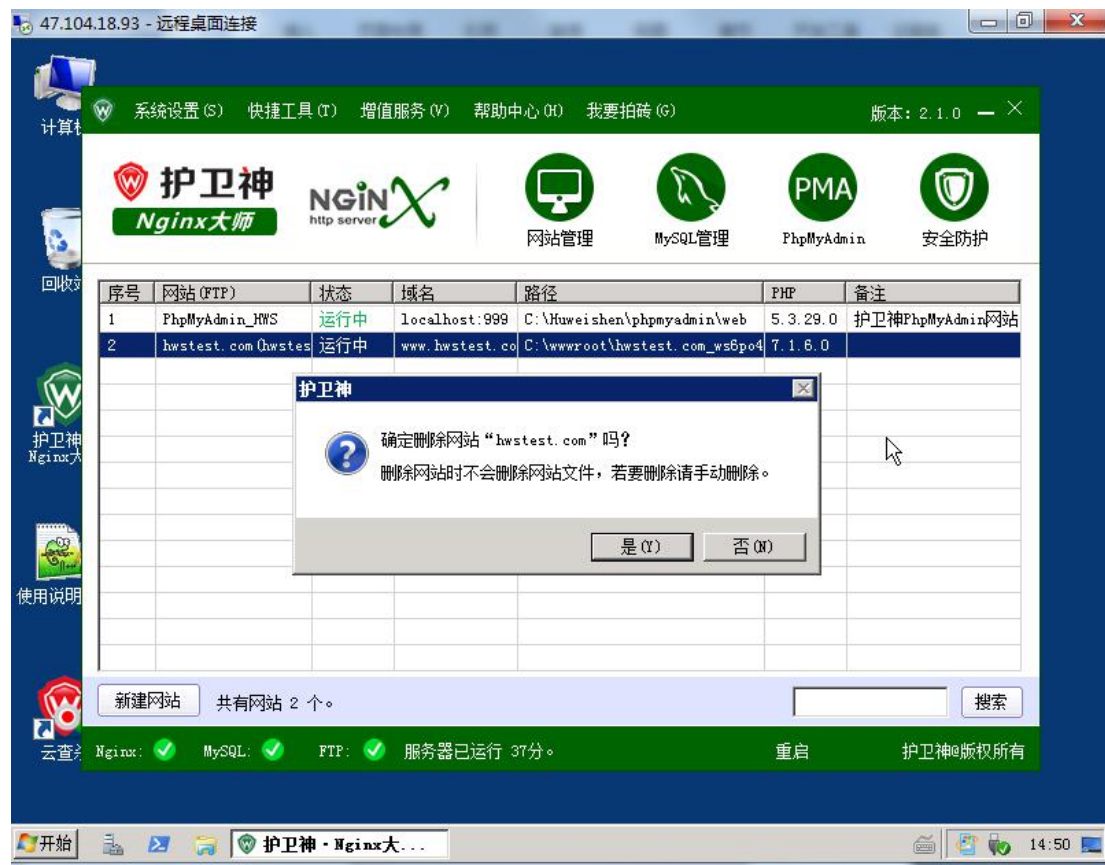 47.104.18.93 - 远程桌面连接
计算机
系统设置(S) 快捷工具(T) 增值服务(V) 帮助中心(H) 我要拍砖(G) 版本: 2.1.0
护卫神
Nginx大师
NGiNX
http server
PMA
网站管理 MySQL管理 PhpMyAdmin 安全防护
回收站
序号 网站(FTP) 状态 域名 路径 PHP 备注
1 PhpMyAdmin_HWS 运行中 localhost:999 C:\Huweishen\phpmyadmin\web 5.3.29.0 护卫神PhpMyAdmin网站
2 hwstest.com(hwstes 运行中 www.hwstest.co C:\wwwroot\hwstest.com_ws6po4 7.1.6.0
护卫神
确定删除网站“hwstest.com”吗?
删除网站时不会删除网站文件，若要删除请手动删除。
是(Y) 否(N)
护卫神
Nginx大
使用说明
新建网站 共有网站 2 个。 搜索
云查杀
Nginx: MySQL: FTP: 服务器已运行 37分。 重启 护卫神@版权所有
开始 护卫神·Nginx大... 14:50